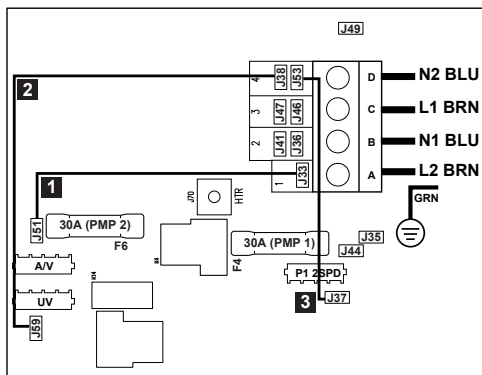 J49
2
4
J38
J53
D
N2 BLU
3
J47
J46
C
L1 BRN
2
J41
J36
B
N1 BLU
1
J33
A
L2 BRN
GRN
1
J70
HTR
J51
30A (PMP 2)
F6
K4
F4
30A (PMP 1)
J35
J44
A/V
P1 2SPD
UV
K14
3
J37
J59